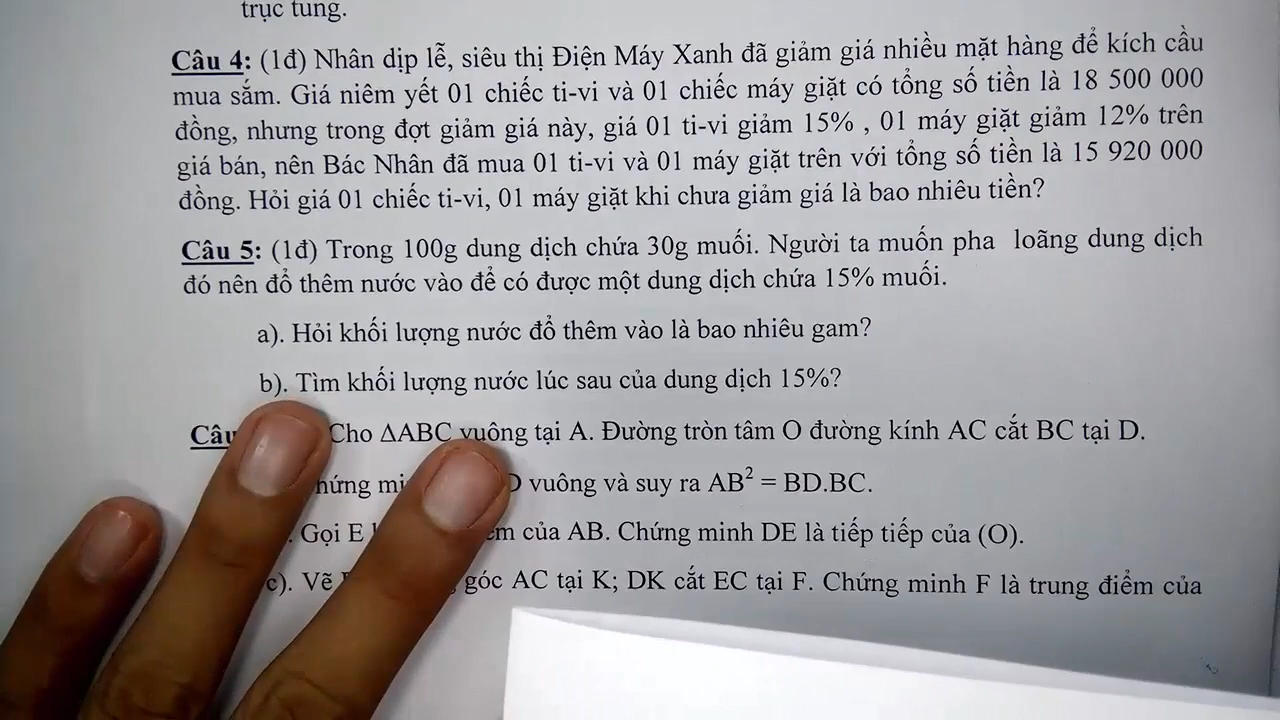 trục tung.
Câu 4: (1đ) Nhân dịp lễ, siêu thị Điện Máy Xanh đã giảm giá nhiều mặt hàng để kích cầu
mua sắm. Giá niêm yết 01 chiếc ti-vi và 01 chiếc máy giặt có tổng số tiền là 18 500 000
đồng, nhưng trong đợt giảm giá này, giá 01 ti-vi giảm 15% , 01 máy giặt giảm 12% trên
giá bán, nên Bác Nhân đã mua 01 ti-vi và 01 máy giặt trên với tổng số tiền là 15 920 000
đồng. Hỏi giá 01 chiếc ti-vi, 01 máy giặt khi chưa giảm giá là bao nhiêu tiền?
Câu 5: (1đ) Trong 100g dung dịch chứa 30g muối. Người ta muốn pha loãng dung dịch
đó nên đổ thêm nước vào để có được một dung dịch chứa 15% muối.
a). Hỏi khối lượng nước đổ thêm vào là bao nhiêu gam?
b). Tìm khối lượng nước lúc sau của dung dịch 15%?
Câu Cho ΔABC vuông tại A. Đường tròn tâm O đường kính AC cắt BC tại D.
vuông và suy ra AB² = BD.BC.
Gọi E của AB. Chứng minh DE là tiếp tiếp của (O).
c). Vẽ góc AC tại K; DK cắt EC tại F. Chứng minh F là trung điểm của